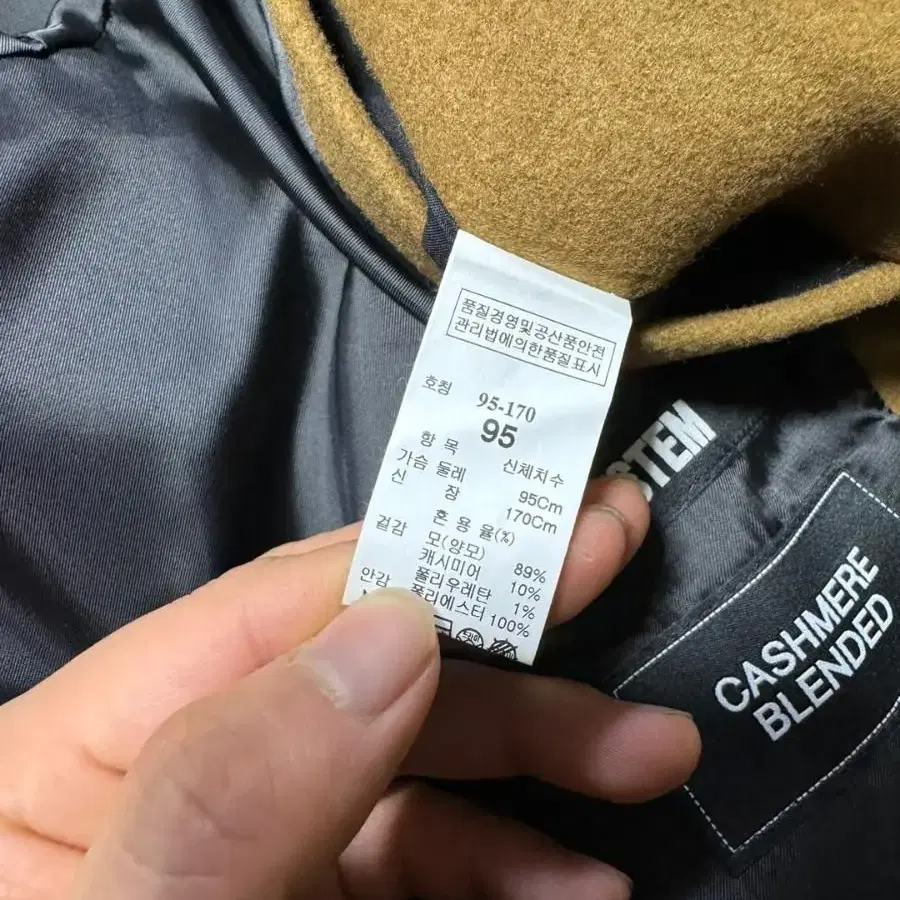 품질경영및공산품안전
관리법에의한품질표시
호칭 95-170
95
항 목 신체치수
가슴 둘레 95Cm
신 장 170Cm
혼 용 율(%)
겉감 모(양모) 89%
캐시미어 10%
폴리우레탄 1%
안감 폴리에스터 100%
STEM
CASHMERE
BLENDED